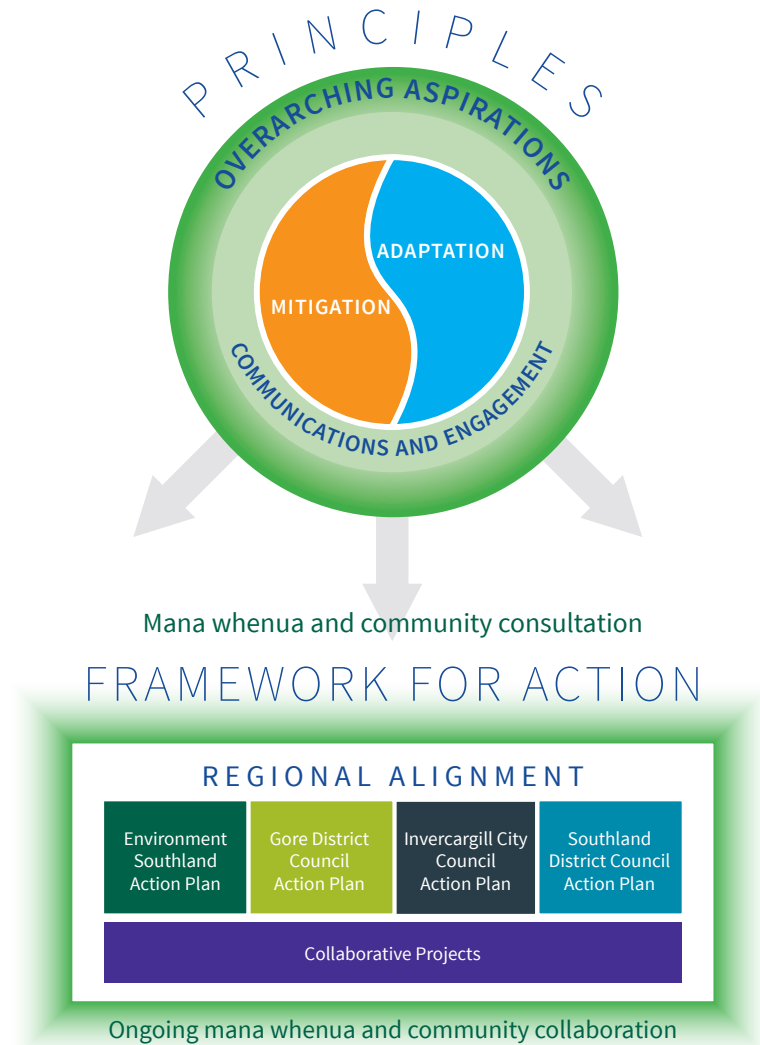 PRINCIPLES
OVERARCHING ASPIRATIONS
ADAPTATION
MITIGATION
COMMUNICATIONS AND ENGAGEMENT
Mana whenua and community consultation
FRAMEWORK FOR ACTION
REGIONAL ALIGNMENT
Environment
Southland
Action Plan
Gore District
Council
Action Plan
Invercargill City
Council
Action Plan
Southland
District Council
Action Plan
Collaborative Projects
Ongoing mana whenua and community collaboration